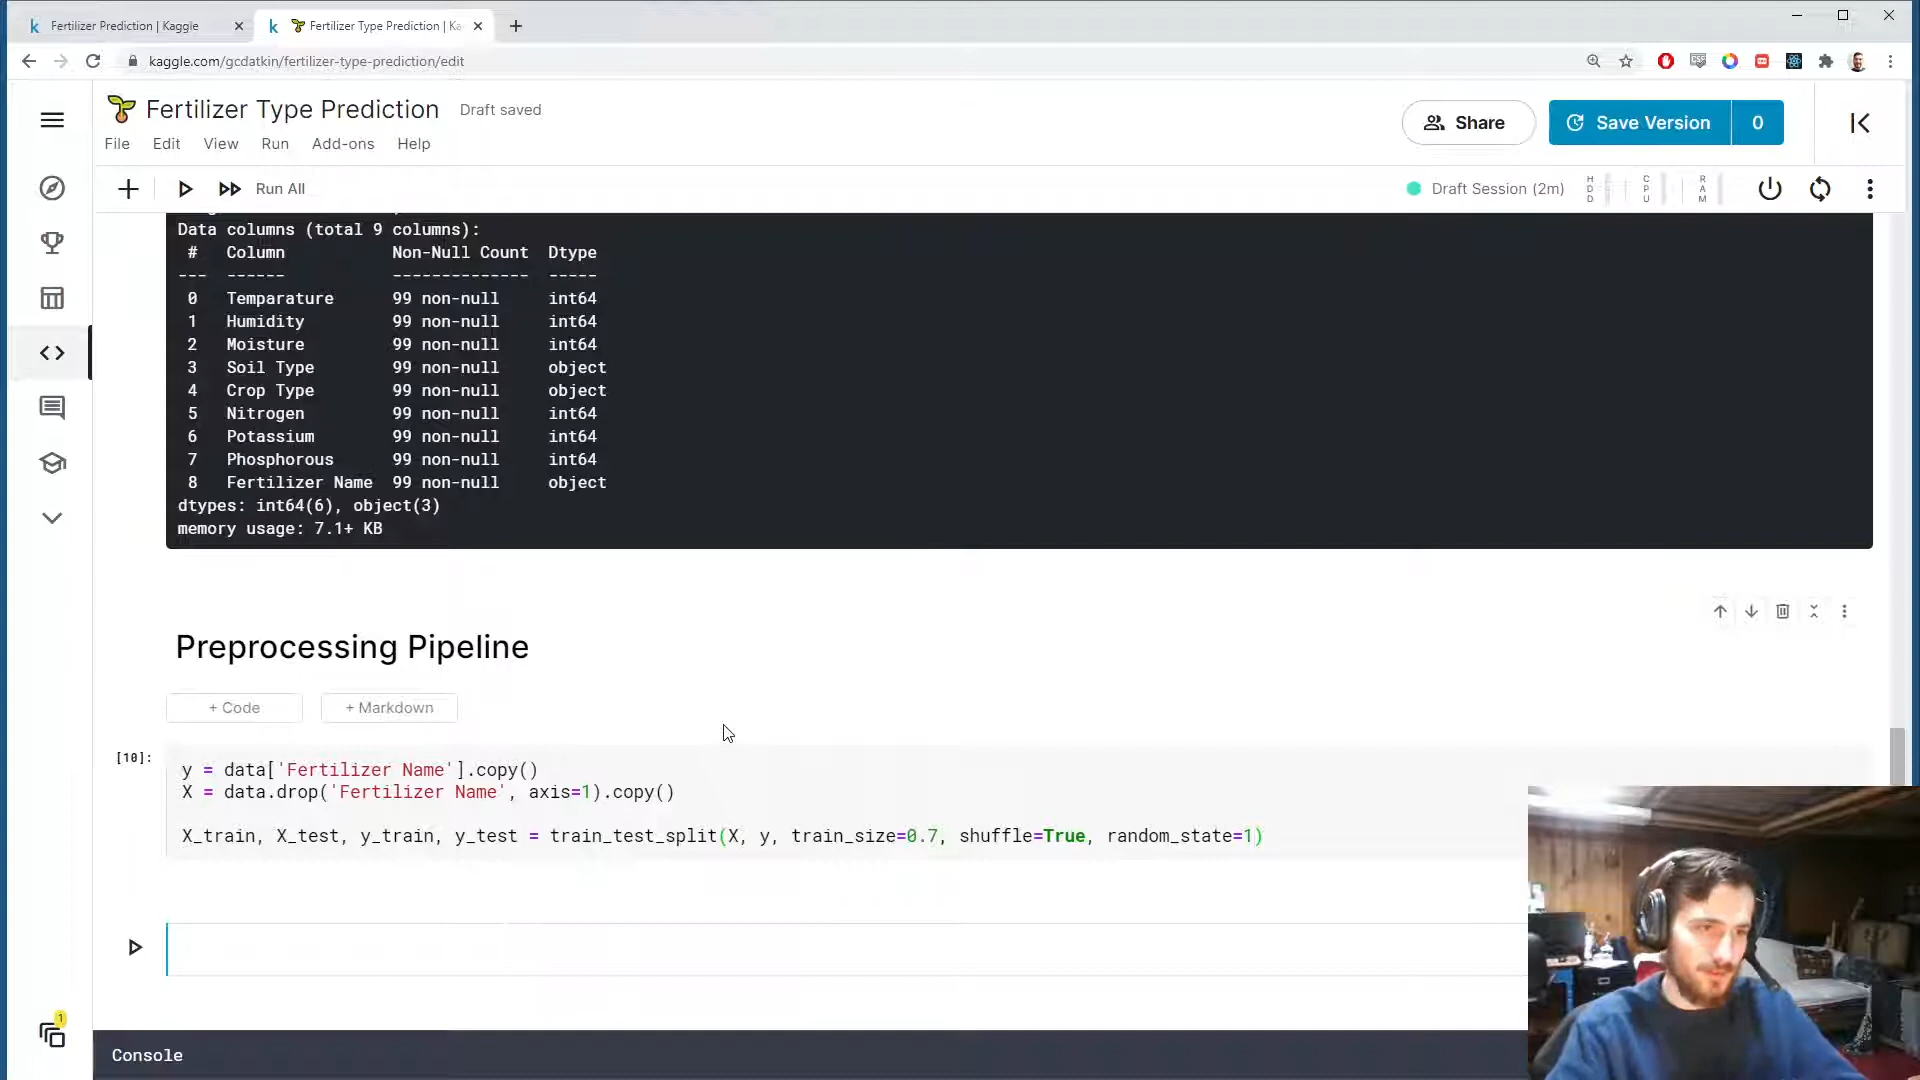 Fertilizer Prediction | Kaggle
Fertilizer Type Prediction | Ka
kaggle.com/gcdatkin/fertilizer-type-prediction/edit
Fertilizer Type Prediction
Draft saved
Share
Save Version
0
File Edit View Run Add-ons Help
Run All
Draft Session (2m)
HDD
CPU
RAM
Data columns (total 9 columns):
# Column Non-Null Count Dtype
--- ------ -------------- -----
0 Temparature 99 non-null int64
1 Humidity 99 non-null int64
2 Moisture 99 non-null int64
3 Soil Type 99 non-null object
4 Crop Type 99 non-null object
5 Nitrogen 99 non-null int64
6 Potassium 99 non-null int64
7 Phosphorous 99 non-null int64
8 Fertilizer Name 99 non-null object
dtypes: int64(6), object(3)
memory usage: 7.1+ KB
Preprocessing Pipeline
+ Code
+ Markdown
[10]:
y = data['Fertilizer Name'].copy()
X = data.drop('Fertilizer Name', axis=1).copy()
X_train, X_test, y_train, y_test = train_test_split(X, y, train_size=0.7, shuffle=True, random_state=1)
1
Console